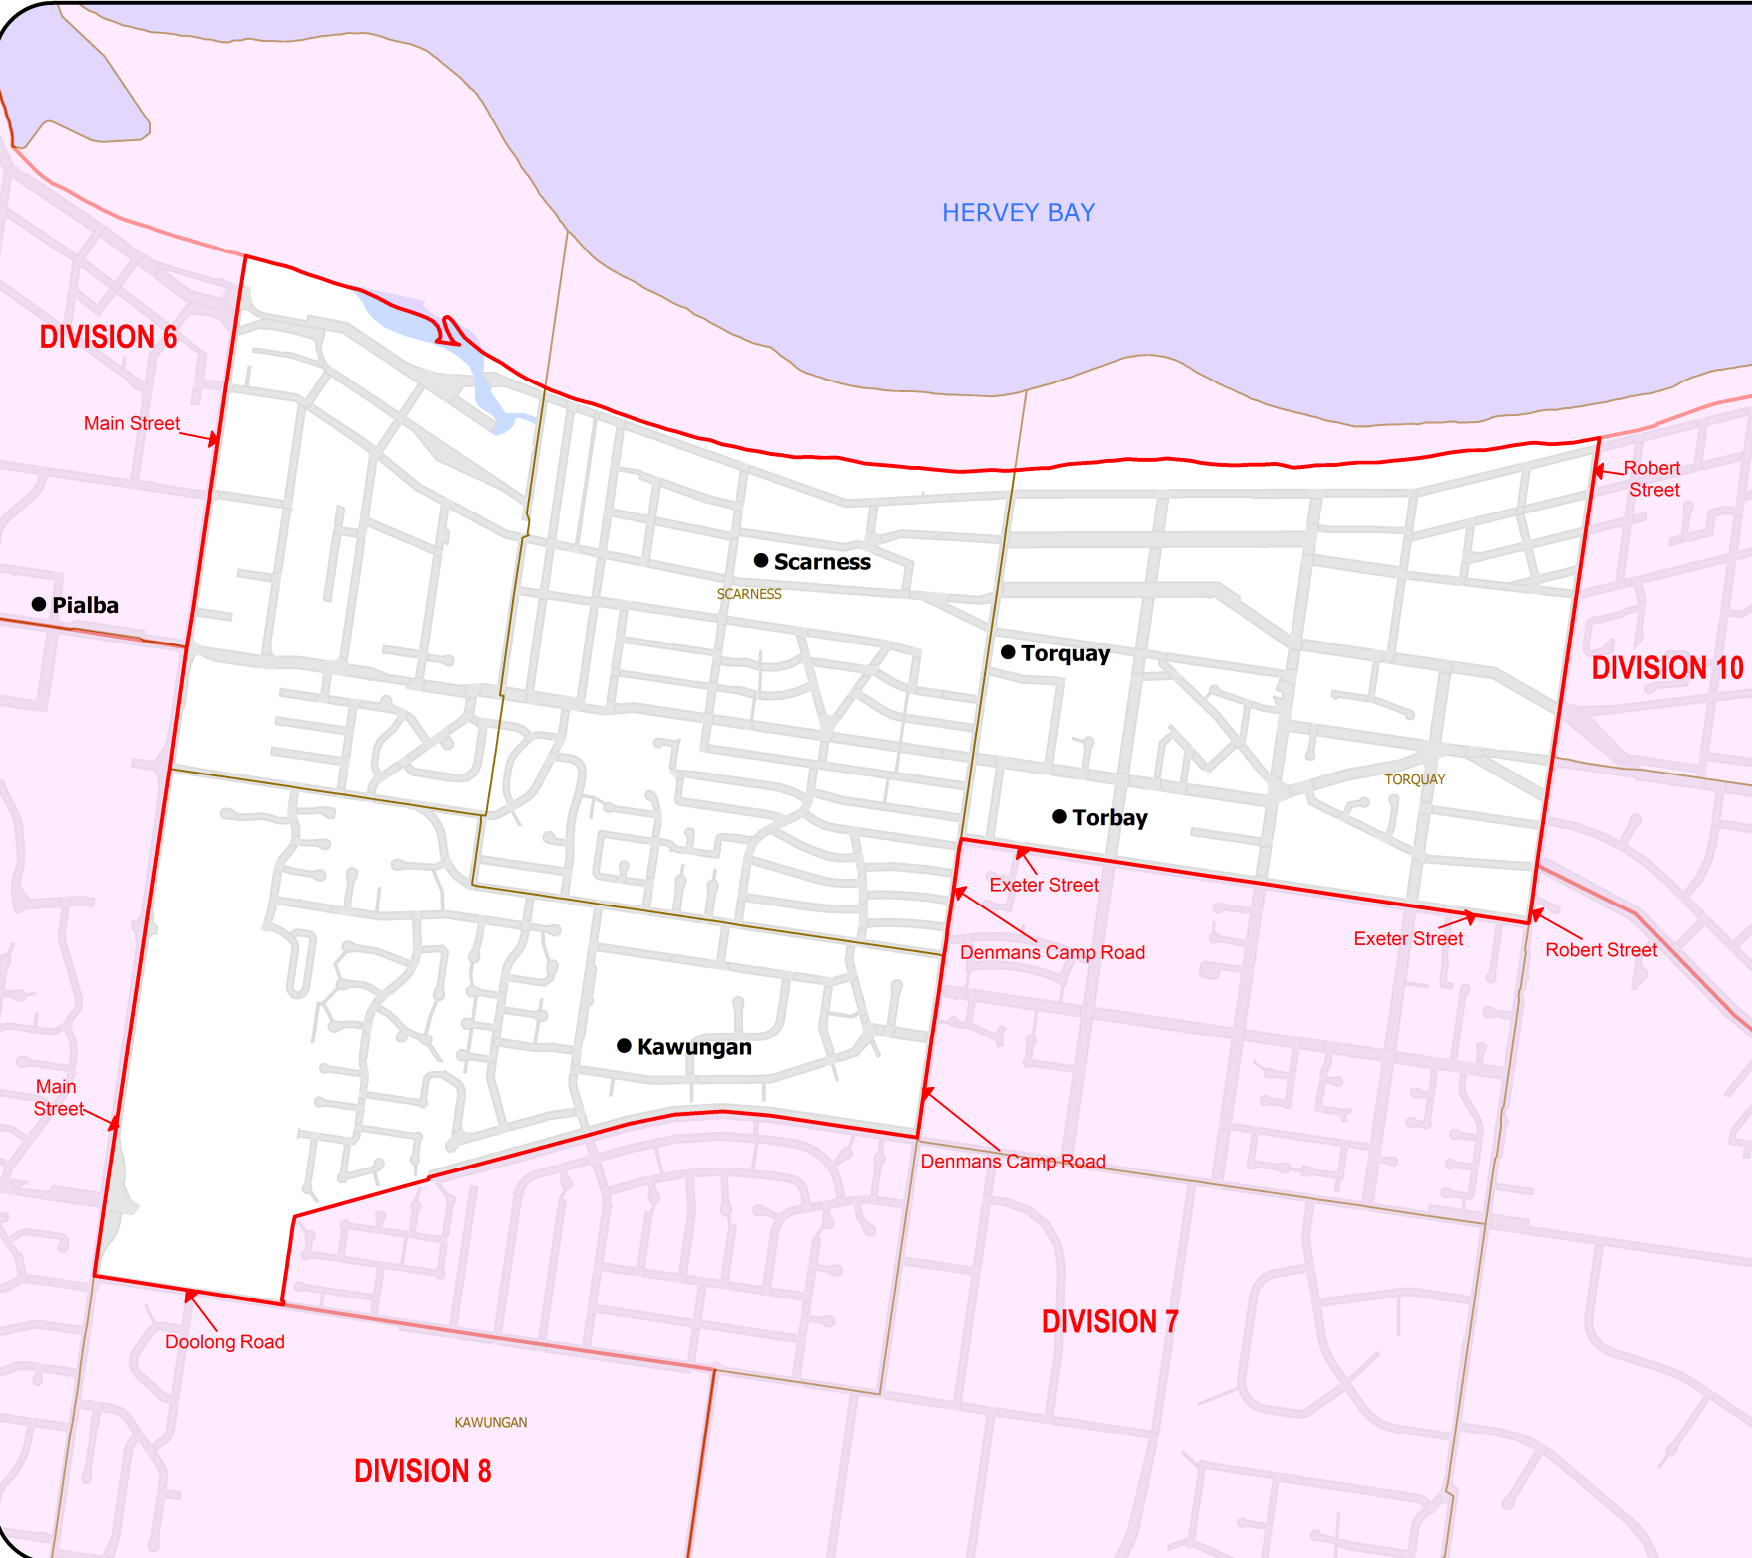 HERVEY BAY
DIVISION 6
Main Street
Robert
Street
Scarness
SCARNESS
Pialba
Torquay
DIVISION 10
TORQUAY
Torbay
Exeter Street
Exeter Street
Denmans Camp Road
Robert Street
Kawungan
Main
Street
Denmans Camp Road
DIVISION 7
Doolong Road
KAWUNGAN
DIVISION 8